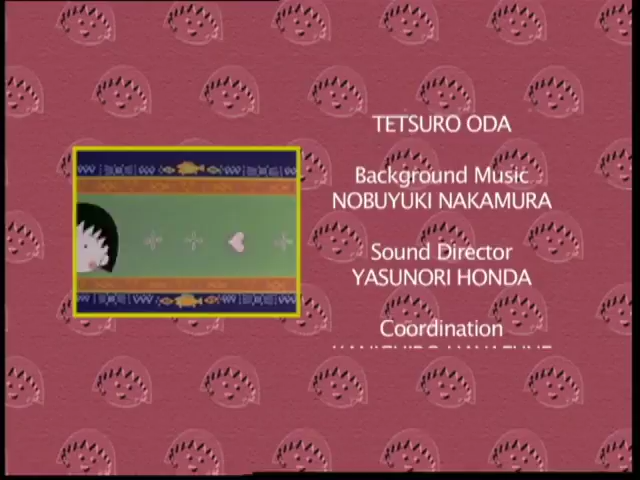 TETSURO ODA
Background Music
NOBUYUKI NAKAMURA
Sound Director
YASUNORI HONDA
Coordination